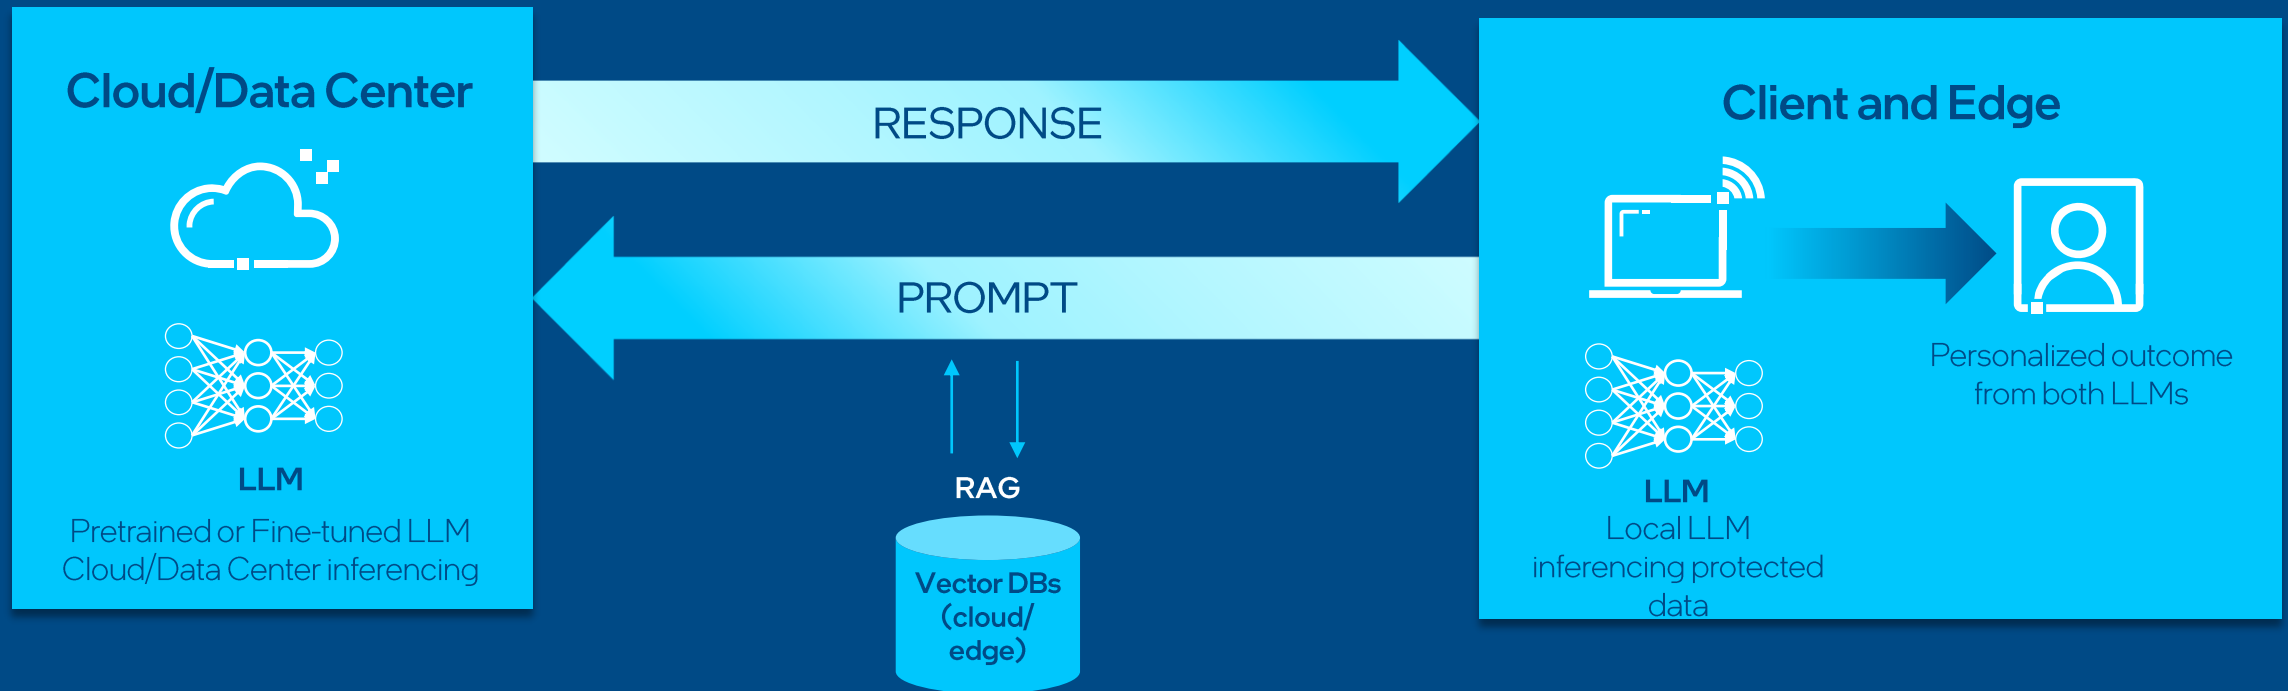 Cloud/Data Center
LLM
Pretrained or Fine-tuned LLM
Cloud/Data Center inferencing
RESPONSE
PROMPT
RAG
Vector DBs
(cloud/
edge)
Client and Edge
LLM
Local LLM
inferencing protected
data
Personalized outcome
from both LLMs